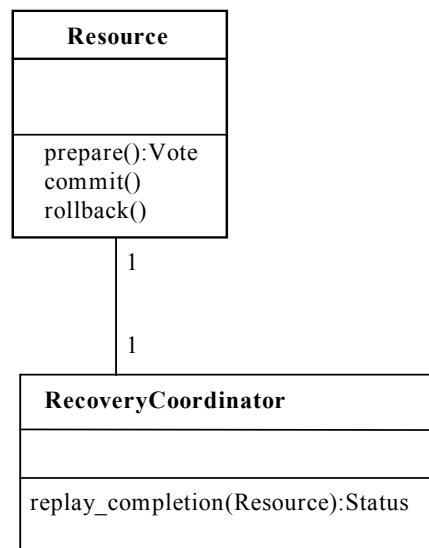 Resource
prepare():Vote
commit()
rollback()
1
1
RecoveryCoordinator
replay_completion(Resource):Status